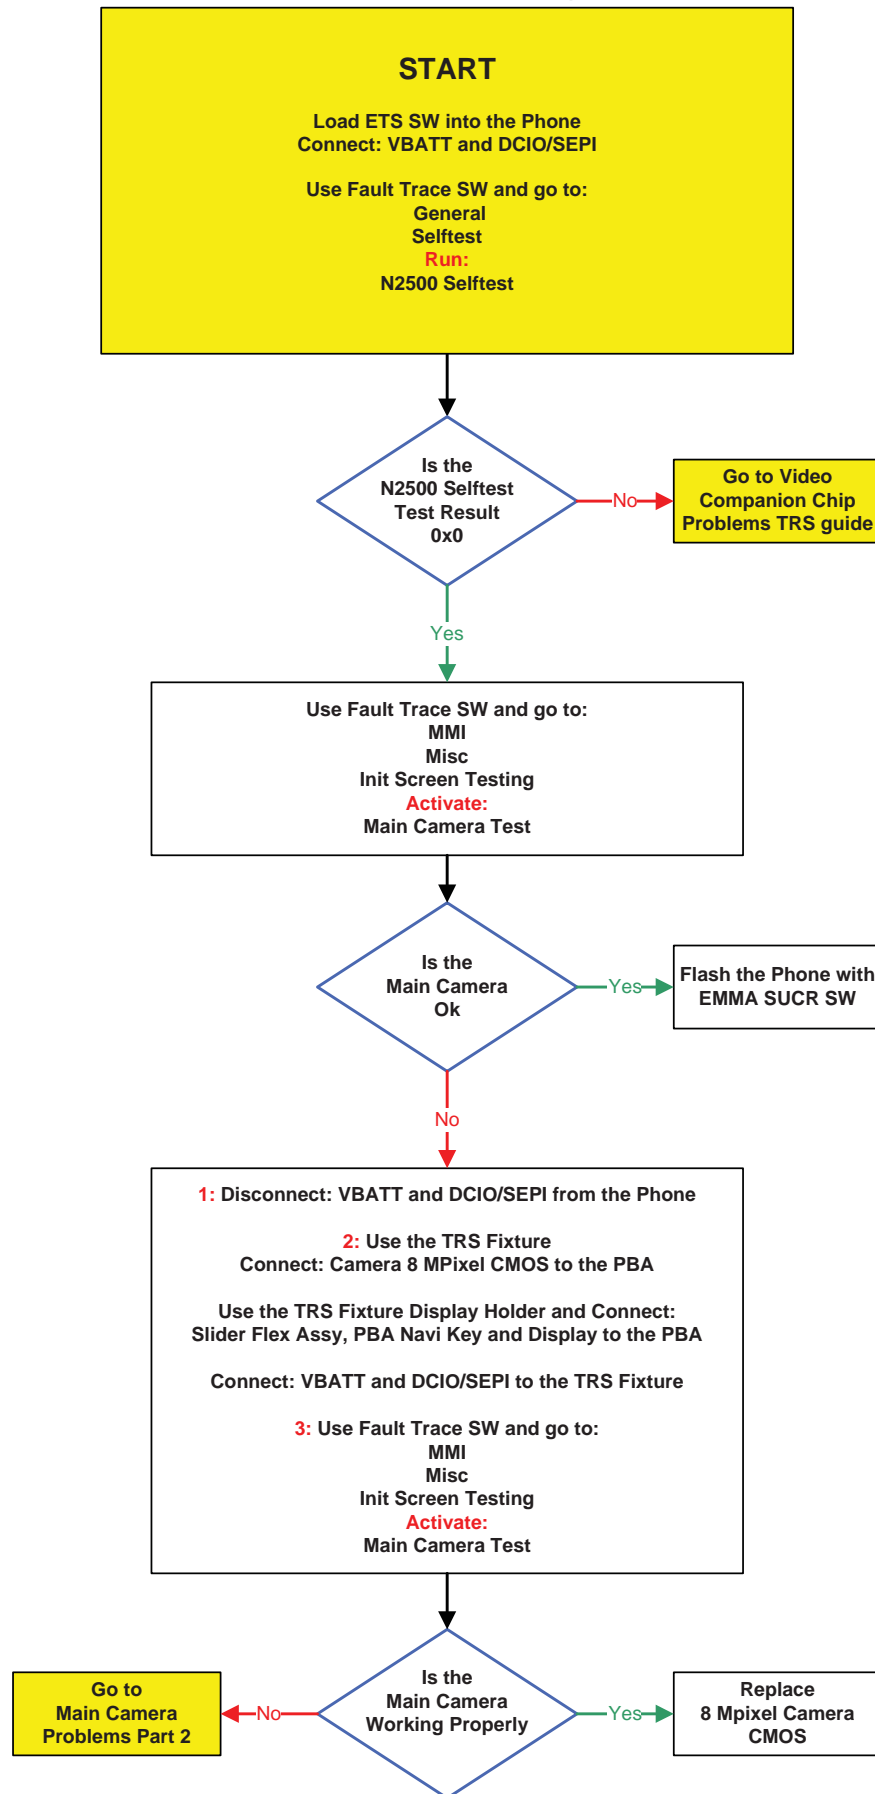 START
Load ETS SW into the Phone
Connect: VBATT and DCIO/SEPI
Use Fault Trace SW and go to:
General
Selftest
Run:
N2500 Selftest
Is the
N2500 Selftest
Test Result
0x0
No
Go to Video
Companion Chip
Problems TRS guide
Yes
Use Fault Trace SW and go to:
MMI
Misc
Init Screen Testing
Activate:
Main Camera Test
Is the
Main Camera
Ok
Yes
Flash the Phone with
EMMA SUCR SW
No
1: Disconnect: VBATT and DCIO/SEPI from the Phone
2: Use the TRS Fixture
Connect: Camera 8 MPixel CMOS to the PBA
Use the TRS Fixture Display Holder and Connect:
Slider Flex Assy, PBA Navi Key and Display to the PBA
Connect: VBATT and DCIO/SEPI to the TRS Fixture
3: Use Fault Trace SW and go to:
MMI
Misc
Init Screen Testing
Activate:
Main Camera Test
Is the
Main Camera
Working Properly
No
Go to
Main Camera
Problems Part 2
Yes
Replace
8 Mpixel Camera
CMOS